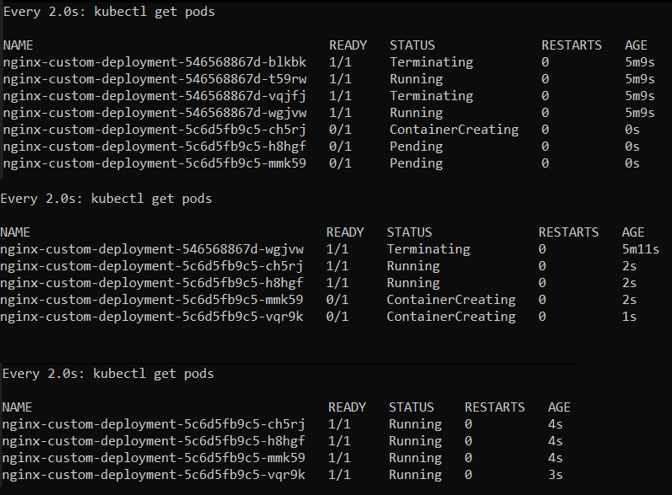 Every 2.0s: kubectl get pods
NAME READY STATUS RESTARTS AGE
nginx-custom-deployment-546568867d-blkbk 1/1 Terminating 0 5m9s
nginx-custom-deployment-546568867d-t59rw 1/1 Running 0 5m9s
nginx-custom-deployment-546568867d-vqjfj 1/1 Terminating 0 5m9s
nginx-custom-deployment-546568867d-wgjvw 1/1 Running 0 5m9s
nginx-custom-deployment-5c6d5fb9c5-ch5rj 0/1 ContainerCreating 0 0s
nginx-custom-deployment-5c6d5fb9c5-h8hgf 0/1 Pending 0 0s
nginx-custom-deployment-5c6d5fb9c5-mmk59 0/1 Pending 0 0s
Every 2.0s: kubectl get pods
NAME READY STATUS RESTARTS AGE
nginx-custom-deployment-546568867d-wgjvw 1/1 Terminating 0 5m11s
nginx-custom-deployment-5c6d5fb9c5-ch5rj 1/1 Running 0 2s
nginx-custom-deployment-5c6d5fb9c5-h8hgf 1/1 Running 0 2s
nginx-custom-deployment-5c6d5fb9c5-mmk59 0/1 ContainerCreating 0 2s
nginx-custom-deployment-5c6d5fb9c5-vqr9k 0/1 ContainerCreating 0 1s
Every 2.0s: kubectl get pods
NAME READY STATUS RESTARTS AGE
nginx-custom-deployment-5c6d5fb9c5-ch5rj 1/1 Running 0 4s
nginx-custom-deployment-5c6d5fb9c5-h8hgf 1/1 Running 0 4s
nginx-custom-deployment-5c6d5fb9c5-mmk59 1/1 Running 0 4s
nginx-custom-deployment-5c6d5fb9c5-vqr9k 1/1 Running 0 3s